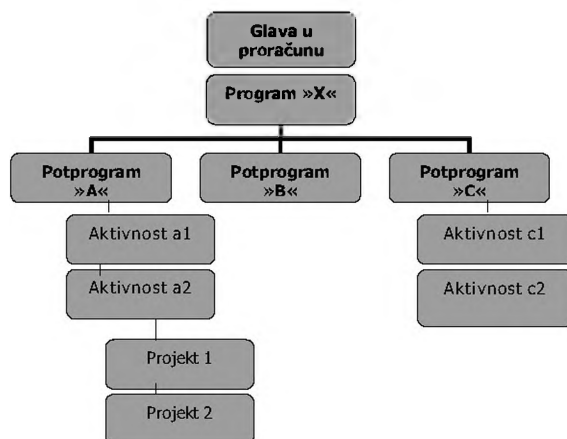 Glava u
proračunu
Program »X«
Potprogram
»A«
Potprogram
»B«
Potprogram
»C«
Aktivnost a1
Aktivnost a2
Projekt 1
Projekt 2
Aktivnost c1
Aktivnost c2